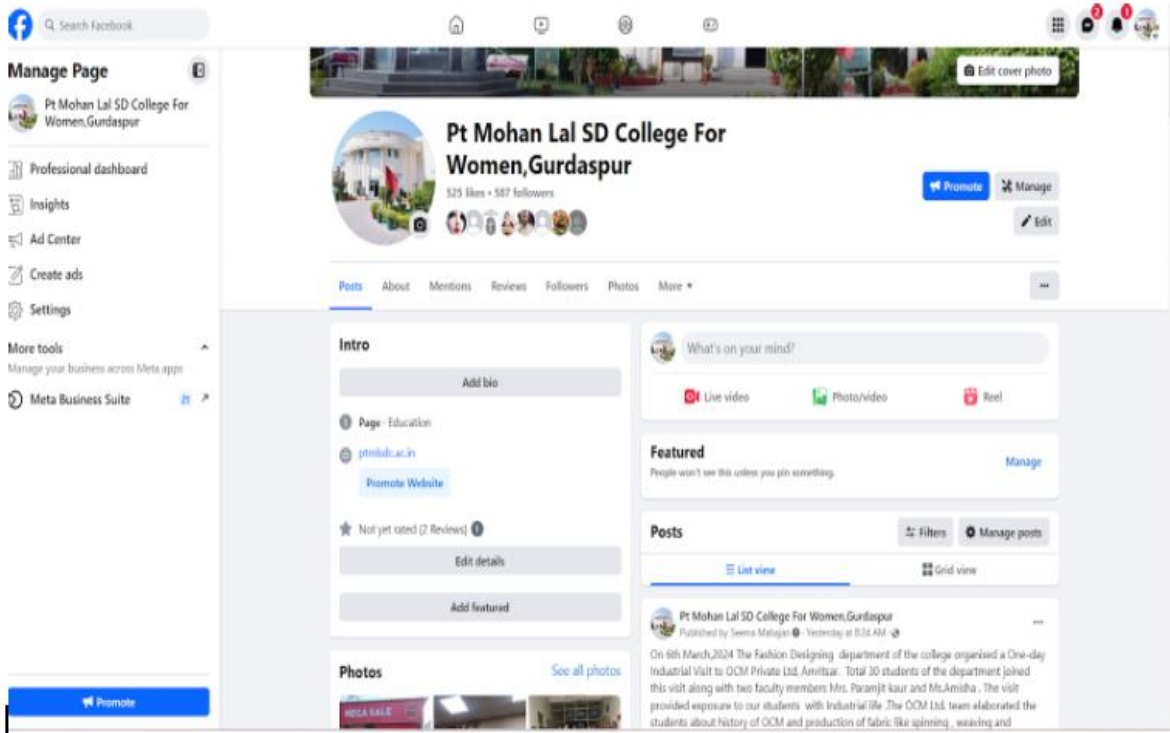 Search Facebook
2
1
Manage Page
Pt Mohan Lal SD College For
Women,Gurdaspur
Professional dashboard
Insights
Ad Center
Create ads
Settings
More tools
Manage your business across Meta apps
Meta Business Suite
21
Promote
Edit cover photo
Pt Mohan Lal SD College For
Women,Gurdaspur
525 likes • 587 followers
Promote
Manage
Edit
Posts About Mentions Reviews Followers Photos More
Intro
Add bio
Page · Education
Promote Website
Not yet rated (2 Reviews)
Edit details
Add featured
Photos
See all photos
MEGA SALE
What's on your mind?
Live video
Photo/video
Reel
Featured
People won't see this unless you pin something.
Manage
Posts
Filters
Manage posts
List view
Grid view
Pt Mohan Lal SD College For Women,Gurdaspur
Published by Seema Mahajan · Yesterday at 8:24 AM ·
On 6th March,2024 The Fashion Designing department of the college organised a One-day
Industrial Visit to OCM Private Ltd, Amritsar. Total 30 students of the department joined
this visit along with two faculty members Mrs. Paramjit kaur and Ms.Amisha , The visit
provided exposure to our students with Industrial life .The OCM Ltd. team elaborated the
students about history of OCM and production of fabric like spinning , weaving and